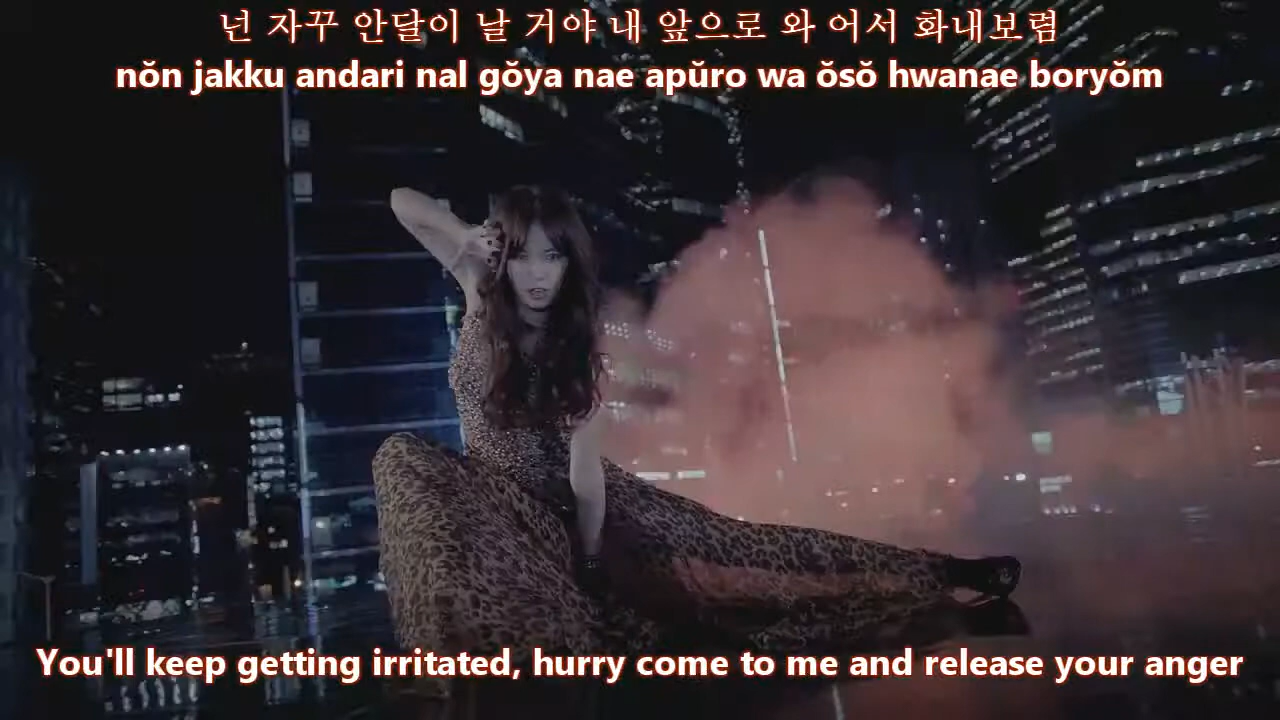 넌 자꾸 안달이 날 거야 내 앞으로 와 어서 화내보렴
nŏn jakku andari nal gŏya nae apŭro wa ŏsŏ hwanae boryŏm
You'll keep getting irritated, hurry come to me and release your anger